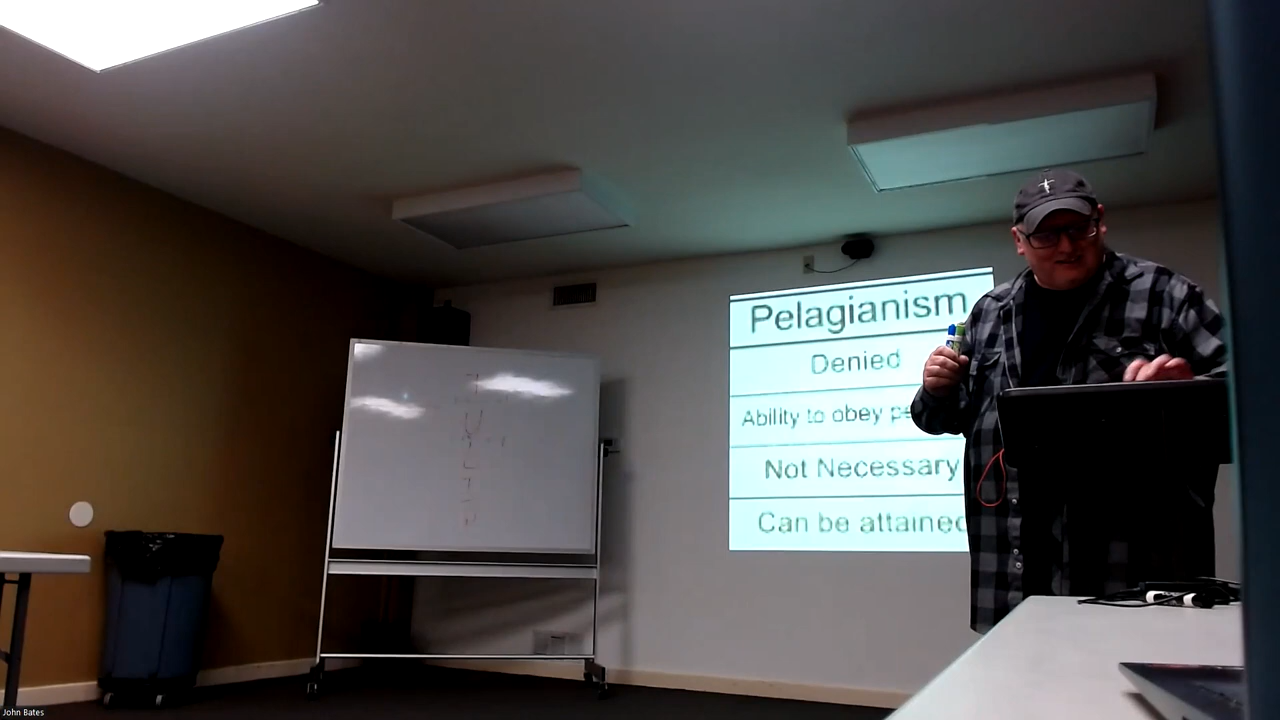 Pelagianism
Denied
Ability to obey
Not Necessary
Can be attained
John Bates